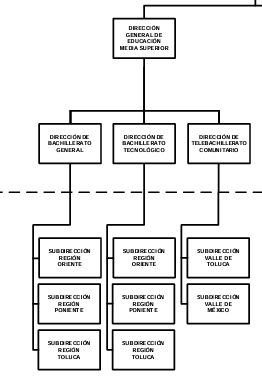 DIRECCIÓN
GENERAL DE
EDUCACIÓN
MEDIA SUPERIOR
DIRECCIÓN DE
BACHILLERATO
GENERAL
DIRECCIÓN DE
BACHILLERATO
TECNOLÓGICO
DIRECCIÓN DE
TELEBACHILLERATO
COMUNITARIO
SUBDIRECCIÓN
REGIÓN
ORIENTE
SUBDIRECCIÓN
REGIÓN
ORIENTE
SUBDIRECCIÓN
VALLE DE
TOLUCA
SUBDIRECCIÓN
REGIÓN
PONIENTE
SUBDIRECCIÓN
REGIÓN
PONIENTE
SUBDIRECCIÓN
VALLE DE
MÉXICO
SUBDIRECCIÓN
REGIÓN
TOLUCA
SUBDIRECCIÓN
REGIÓN
TOLUCA